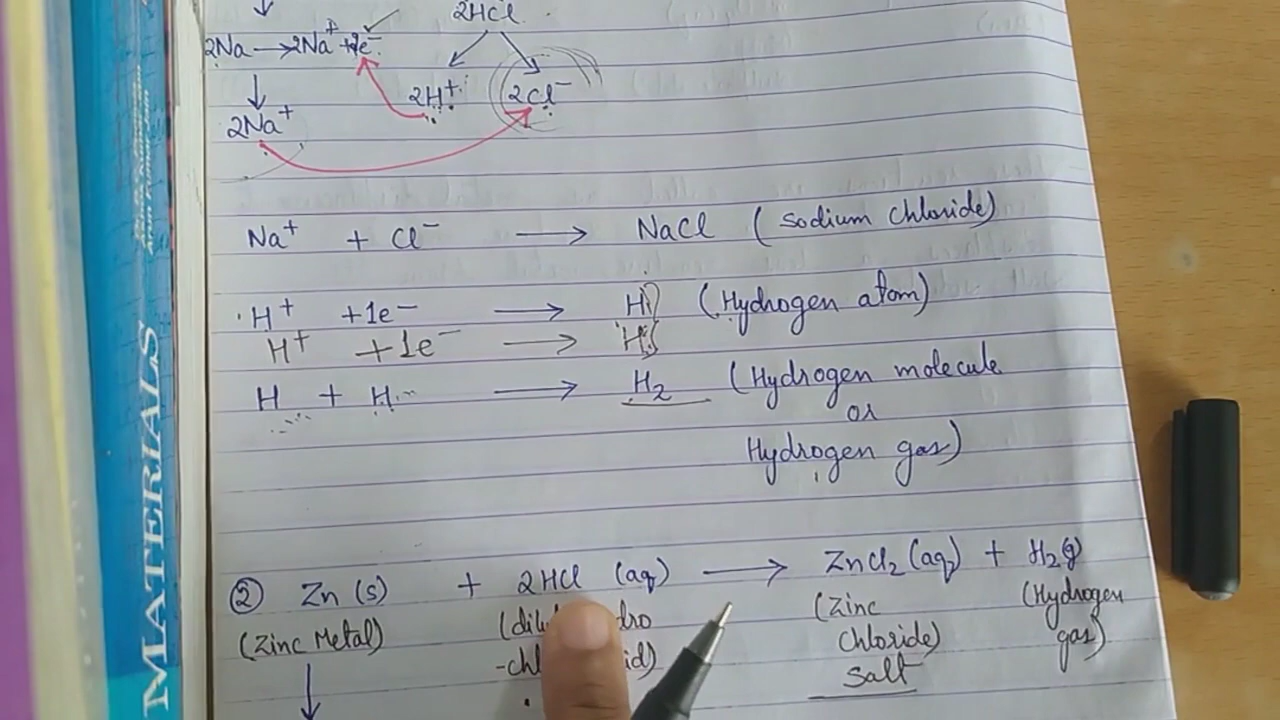 2HCl
2Na → 2Na+ + 2e-
2H+ 2Cl-
2Na+
Na+ + Cl- → NaCl (Sodium Chloride)
H+ +1e- → H (Hydrogen atom)
H+ +1e- → H
H + H → H2 (Hydrogen molecule
or
Hydrogen gas)
② Zn (s) + 2HCl (aq) → ZnCl2 (aq) + H2(g)
(Zinc Metal) (Zinc (Hydrogen
Chloride) gas)
Salt
MATERIALS